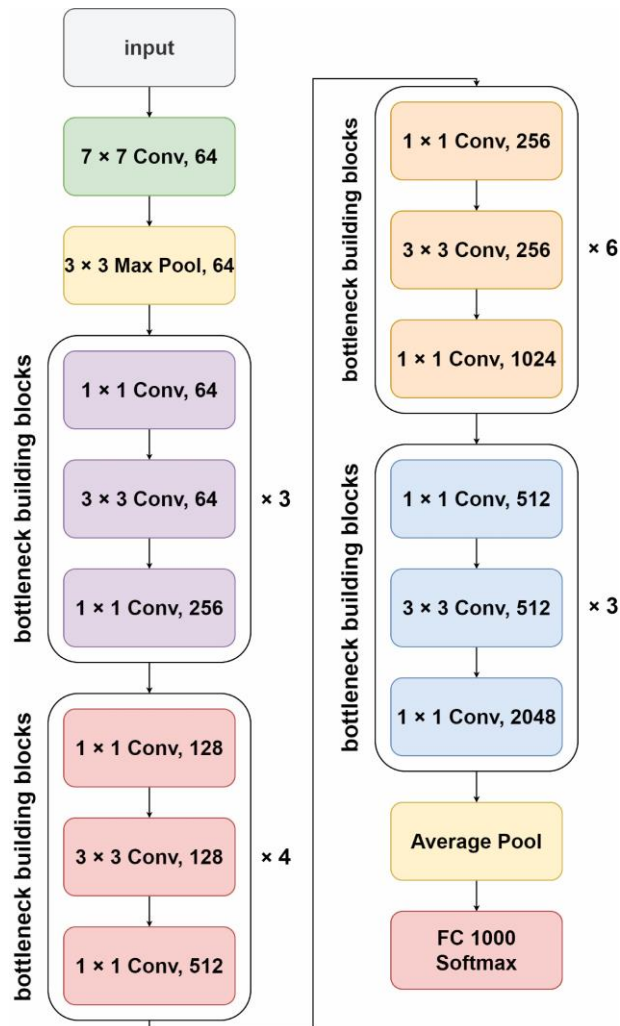 input
7 × 7 Conv, 64
3 × 3 Max Pool, 64
bottleneck building blocks
1 × 1 Conv, 64
3 × 3 Conv, 64
× 3
1 × 1 Conv, 256
bottleneck building blocks
1 × 1 Conv, 128
3 × 3 Conv, 128
× 4
1 × 1 Conv, 512
bottleneck building blocks
1 × 1 Conv, 256
3 × 3 Conv, 256
× 6
1 × 1 Conv, 1024
bottleneck building blocks
1 × 1 Conv, 512
3 × 3 Conv, 512
× 3
1 × 1 Conv, 2048
Average Pool
FC 1000
Softmax